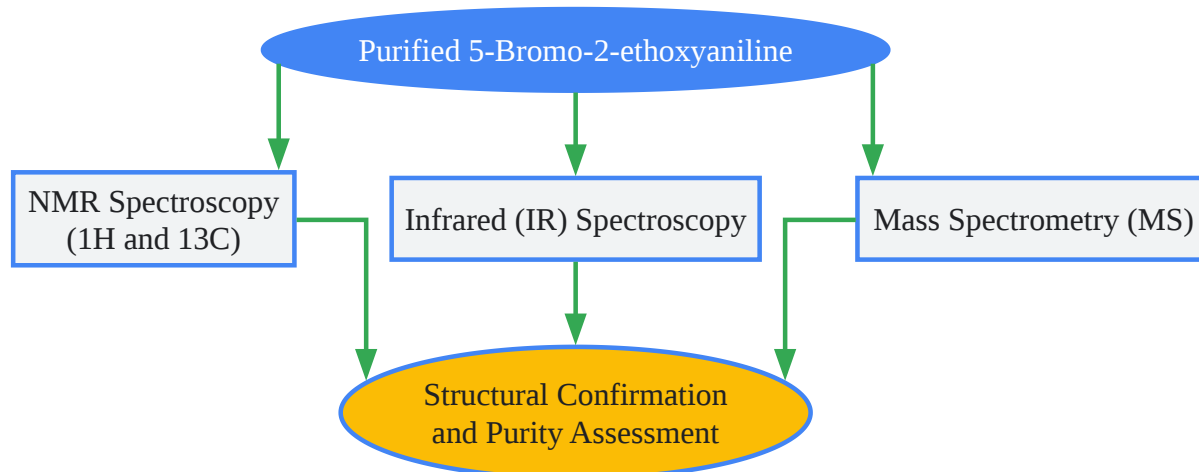 Purified 5-Bromo-2-ethoxyaniline
NMR Spectroscopy
(1H and 13C)
Infrared (IR) Spectroscopy
Mass Spectrometry (MS)
Structural Confirmation
and Purity Assessment